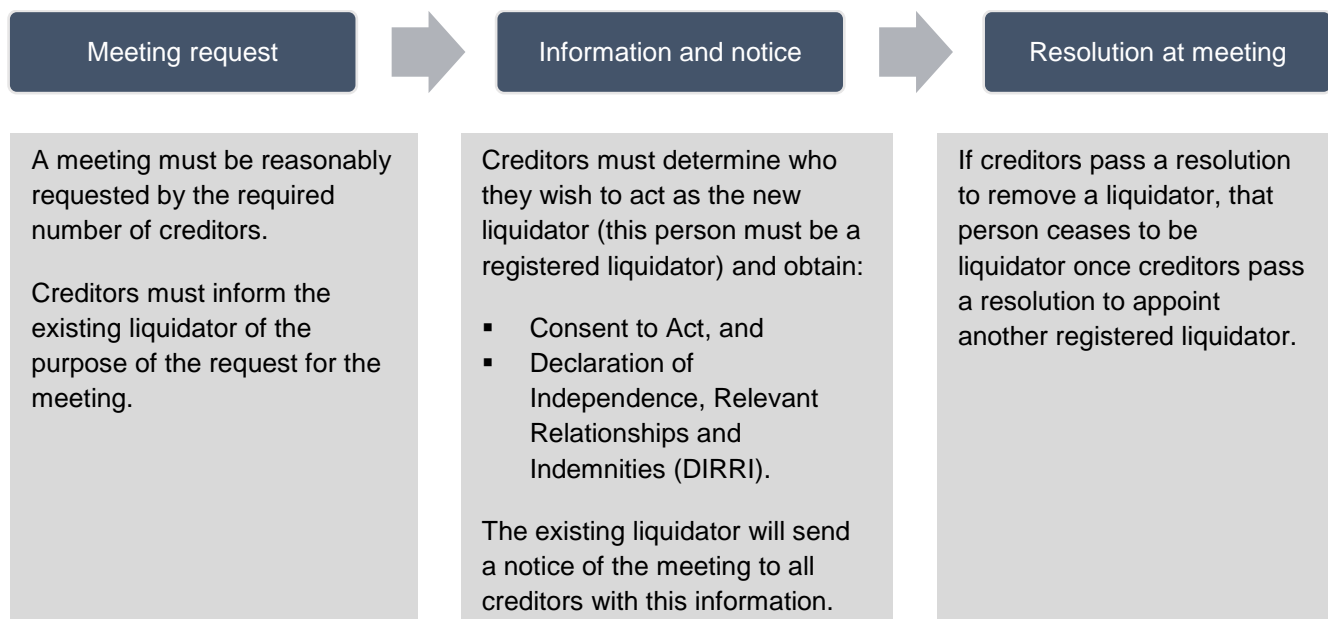 Meeting request
Information and notice
Resolution at meeting
A meeting must be reasonably
requested by the required
number of creditors.
Creditors must inform the
existing liquidator of the
purpose of the request for the
meeting.
Creditors must determine who
they wish to act as the new
liquidator (this person must be a
registered liquidator) and obtain:
▪ Consent to Act, and
▪ Declaration of
Independence, Relevant
Relationships and
Indemnities (DIRRI).
The existing liquidator will send
a notice of the meeting to all
creditors with this information.
If creditors pass a resolution
to remove a liquidator, that
person ceases to be
liquidator once creditors pass
a resolution to appoint
another registered liquidator.